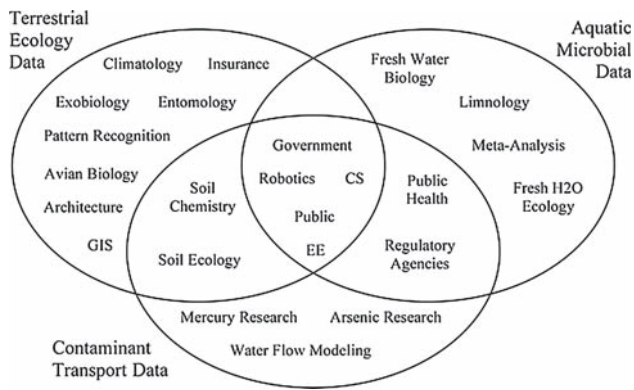 Terrestrial
Ecology
Data
Aquatic
Microbial
Data
Climatology
Insurance
Fresh Water
Biology
Exobiology
Entomology
Limnology
Pattern Recognition
Government
Meta-Analysis
Avian Biology
Soil
Chemistry
Robotics
CS
Public
Health
Fresh H2O
Ecology
Architecture
Public
GIS
Soil Ecology
EE
Regulatory
Agencies
Mercury Research
Arsenic Research
Water Flow Modeling
Contaminant
Transport Data